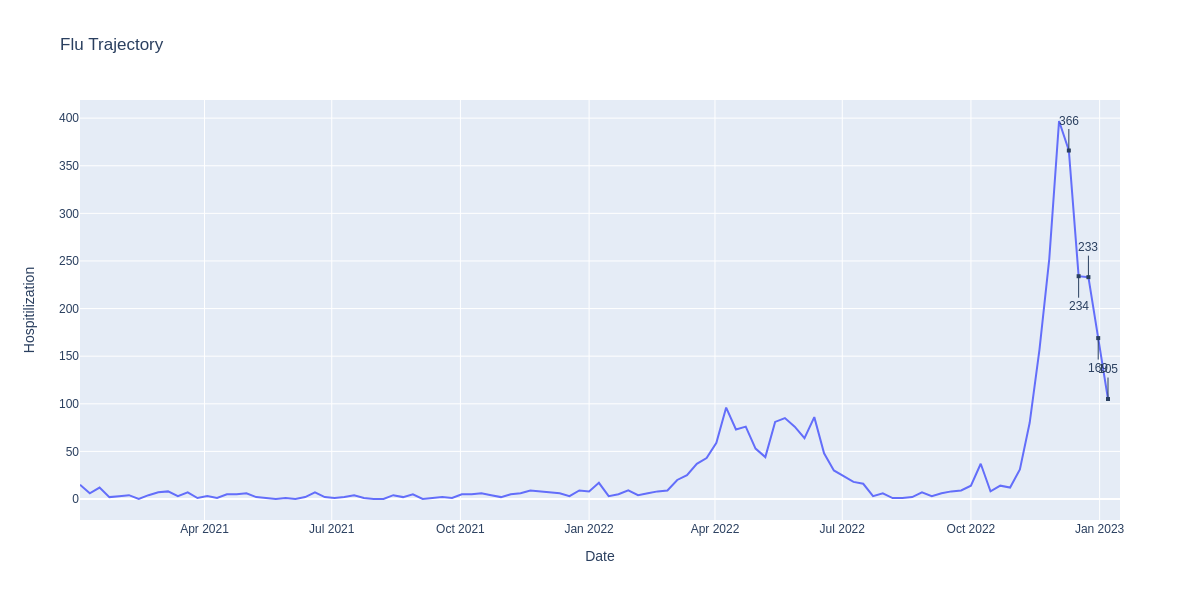 Flu Trajectory
Hospitilization
400
350
300
250
200
150
100
50
0
366
233
234
169
105
Apr 2021
Jul 2021
Oct 2021
Jan 2022
Apr 2022
Jul 2022
Oct 2022
Jan 2023
Date